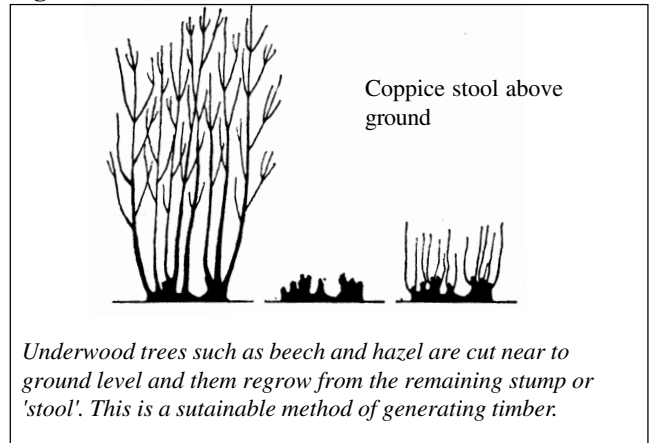 Coppice stool above
ground
Underwood trees such as beech and hazel are cut near to
ground level and them regrow from the remaining stump or
'stool'. This is a sutainable method of generating timber.